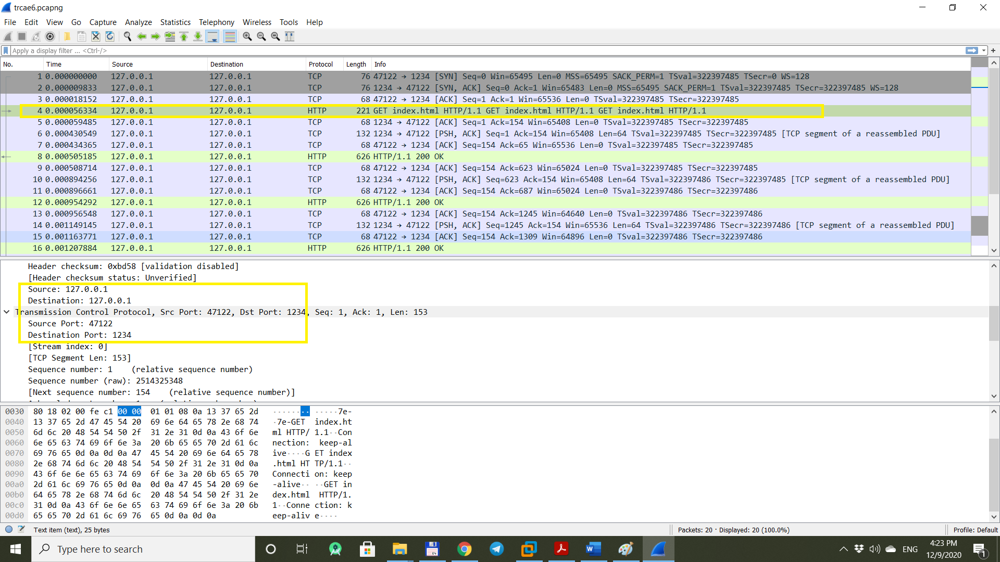 trcae6.pcapng
File Edit View Go Capture Analyze Statistics Telephony Wireless Tools Help
Apply a display filter ... <Ctrl-/>
No. Time Source Destination Protocol Length Info
1 0.000000000 127.0.0.1 127.0.0.1 TCP 76 47122 → 1234 [SYN] Seq=0 Win=65495 Len=0 MSS=65495 SACK_PERM=1 TSval=322397485 TSecr=0 WS=128
2 0.000009833 127.0.0.1 127.0.0.1 TCP 76 1234 → 47122 [SYN, ACK] Seq=0 Ack=1 Win=65483 Len=0 MSS=65495 SACK_PERM=1 TSval=322397485 TSecr=322397485 WS=128
3 0.000018152 127.0.0.1 127.0.0.1 TCP 68 47122 → 1234 [ACK] Seq=1 Ack=1 Win=65536 Len=0 TSval=322397485 TSecr=322397485
4 0.000056334 127.0.0.1 127.0.0.1 HTTP 221 GET index.html HTTP/1.1 GET index.html HTTP/1.1 GET index.html HTTP/1.1
5 0.000059485 127.0.0.1 127.0.0.1 TCP 68 1234 → 47122 [ACK] Seq=1 Ack=154 Win=65408 Len=0 TSval=322397485 TSecr=322397485
6 0.000430549 127.0.0.1 127.0.0.1 TCP 132 1234 → 47122 [PSH, ACK] Seq=1 Ack=154 Win=65408 Len=64 TSval=322397485 TSecr=322397485 [TCP segment of a reassembled PDU]
7 0.000434365 127.0.0.1 127.0.0.1 TCP 68 47122 → 1234 [ACK] Seq=154 Ack=65 Win=65536 Len=0 TSval=322397485 TSecr=322397485
8 0.000505185 127.0.0.1 127.0.0.1 HTTP 626 HTTP/1.1 200 OK
9 0.000508714 127.0.0.1 127.0.0.1 TCP 68 47122 → 1234 [ACK] Seq=154 Ack=623 Win=65024 Len=0 TSval=322397485 TSecr=322397485
10 0.000894256 127.0.0.1 127.0.0.1 TCP 132 1234 → 47122 [PSH, ACK] Seq=623 Ack=154 Win=65408 Len=64 TSval=322397486 TSecr=322397485 [TCP segment of a reassembled PDU]
11 0.000896661 127.0.0.1 127.0.0.1 TCP 68 47122 → 1234 [ACK] Seq=154 Ack=687 Win=65024 Len=0 TSval=322397486 TSecr=322397486
12 0.000954292 127.0.0.1 127.0.0.1 HTTP 626 HTTP/1.1 200 OK
13 0.000956548 127.0.0.1 127.0.0.1 TCP 68 47122 → 1234 [ACK] Seq=154 Ack=1245 Win=64640 Len=0 TSval=322397486 TSecr=322397486
14 0.001149145 127.0.0.1 127.0.0.1 TCP 132 1234 → 47122 [PSH, ACK] Seq=1245 Ack=154 Win=65536 Len=64 TSval=322397486 TSecr=322397486 [TCP segment of a reassembled PDU]
15 0.001163771 127.0.0.1 127.0.0.1 TCP 68 47122 → 1234 [ACK] Seq=154 Ack=1309 Win=64896 Len=0 TSval=322397486 TSecr=322397486
16 0.001207884 127.0.0.1 127.0.0.1 HTTP 626 HTTP/1.1 200 OK
Header checksum: 0xbd58 [validation disabled]
[Header checksum status: Unverified]
Source: 127.0.0.1
Destination: 127.0.0.1
Transmission Control Protocol, Src Port: 47122, Dst Port: 1234, Seq: 1, Ack: 1, Len: 153
Source Port: 47122
Destination Port: 1234
[Stream index: 0]
[TCP Segment Len: 153]
Sequence number: 1 (relative sequence number)
Sequence number (raw): 2514325348
[Next sequence number: 154 (relative sequence number)]
0030 80 18 02 00 fe c1 00 00 01 01 08 0a 13 37 65 2d ········ ·····7e-
0040 13 37 65 2d 47 45 54 20 69 6e 64 65 78 2e 68 74 ·7e-GET index.ht
0050 6d 6c 20 48 54 54 50 2f 31 2e 31 0d 0a 43 6f 6e ml HTTP/ 1.1··Con
0060 6e 65 63 74 69 6f 6e 3a 20 6b 65 65 70 2d 61 6c nection: keep-al
0070 69 76 65 0d 0a 0d 0a 47 45 54 20 69 6e 64 65 78 ive····G ET index
0080 2e 68 74 6d 6c 20 48 54 54 50 2f 31 2e 31 0d 0a .html HT TP/1.1··
0090 43 6f 6e 6e 65 63 74 69 6f 6e 3a 20 6b 65 65 70 Connecti on: keep
00a0 2d 61 6c 69 76 65 0d 0a 0d 0a 47 45 54 20 69 6e -alive·· ··GET in
00b0 64 65 78 2e 68 74 6d 6c 20 48 54 54 50 2f 31 2e dex.html HTTP/1.
00c0 31 0d 0a 43 6f 6e 6e 65 63 74 69 6f 6e 3a 20 6b 1··Conne ction: k
00d0 65 65 70 2d 61 6c 69 76 65 0d 0a 0d 0a eep-aliv e····
Text item (text), 25 bytes Packets: 20 · Displayed: 20 (100.0%) Profile: Default
Type here to search ENG 4:23 PM
12/9/2020 1